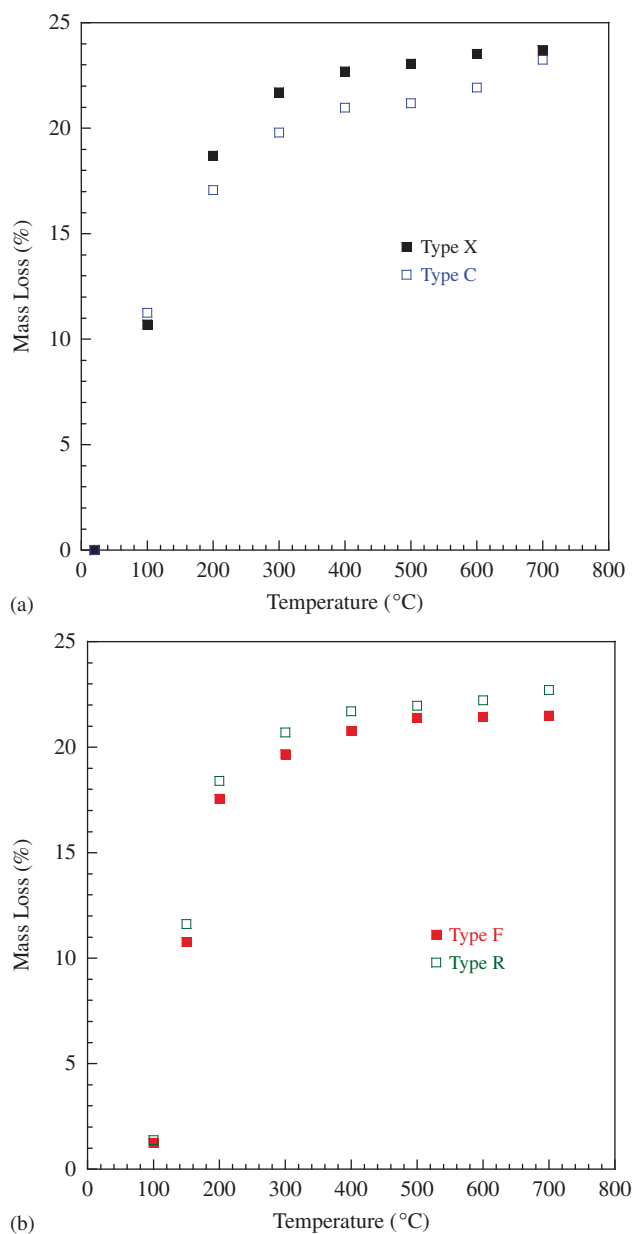 25
20
15
10
5
0
Mass Loss (%)
Type X
Type C
100 200 300 400 500 600 700 800
0
Temperature (°C)
(a)
25
20
15
10
5
0
Mass Loss (%)
Type F
Type R
0 100 200 300 400 500 600 700 800
Temperature (°C)
(b)